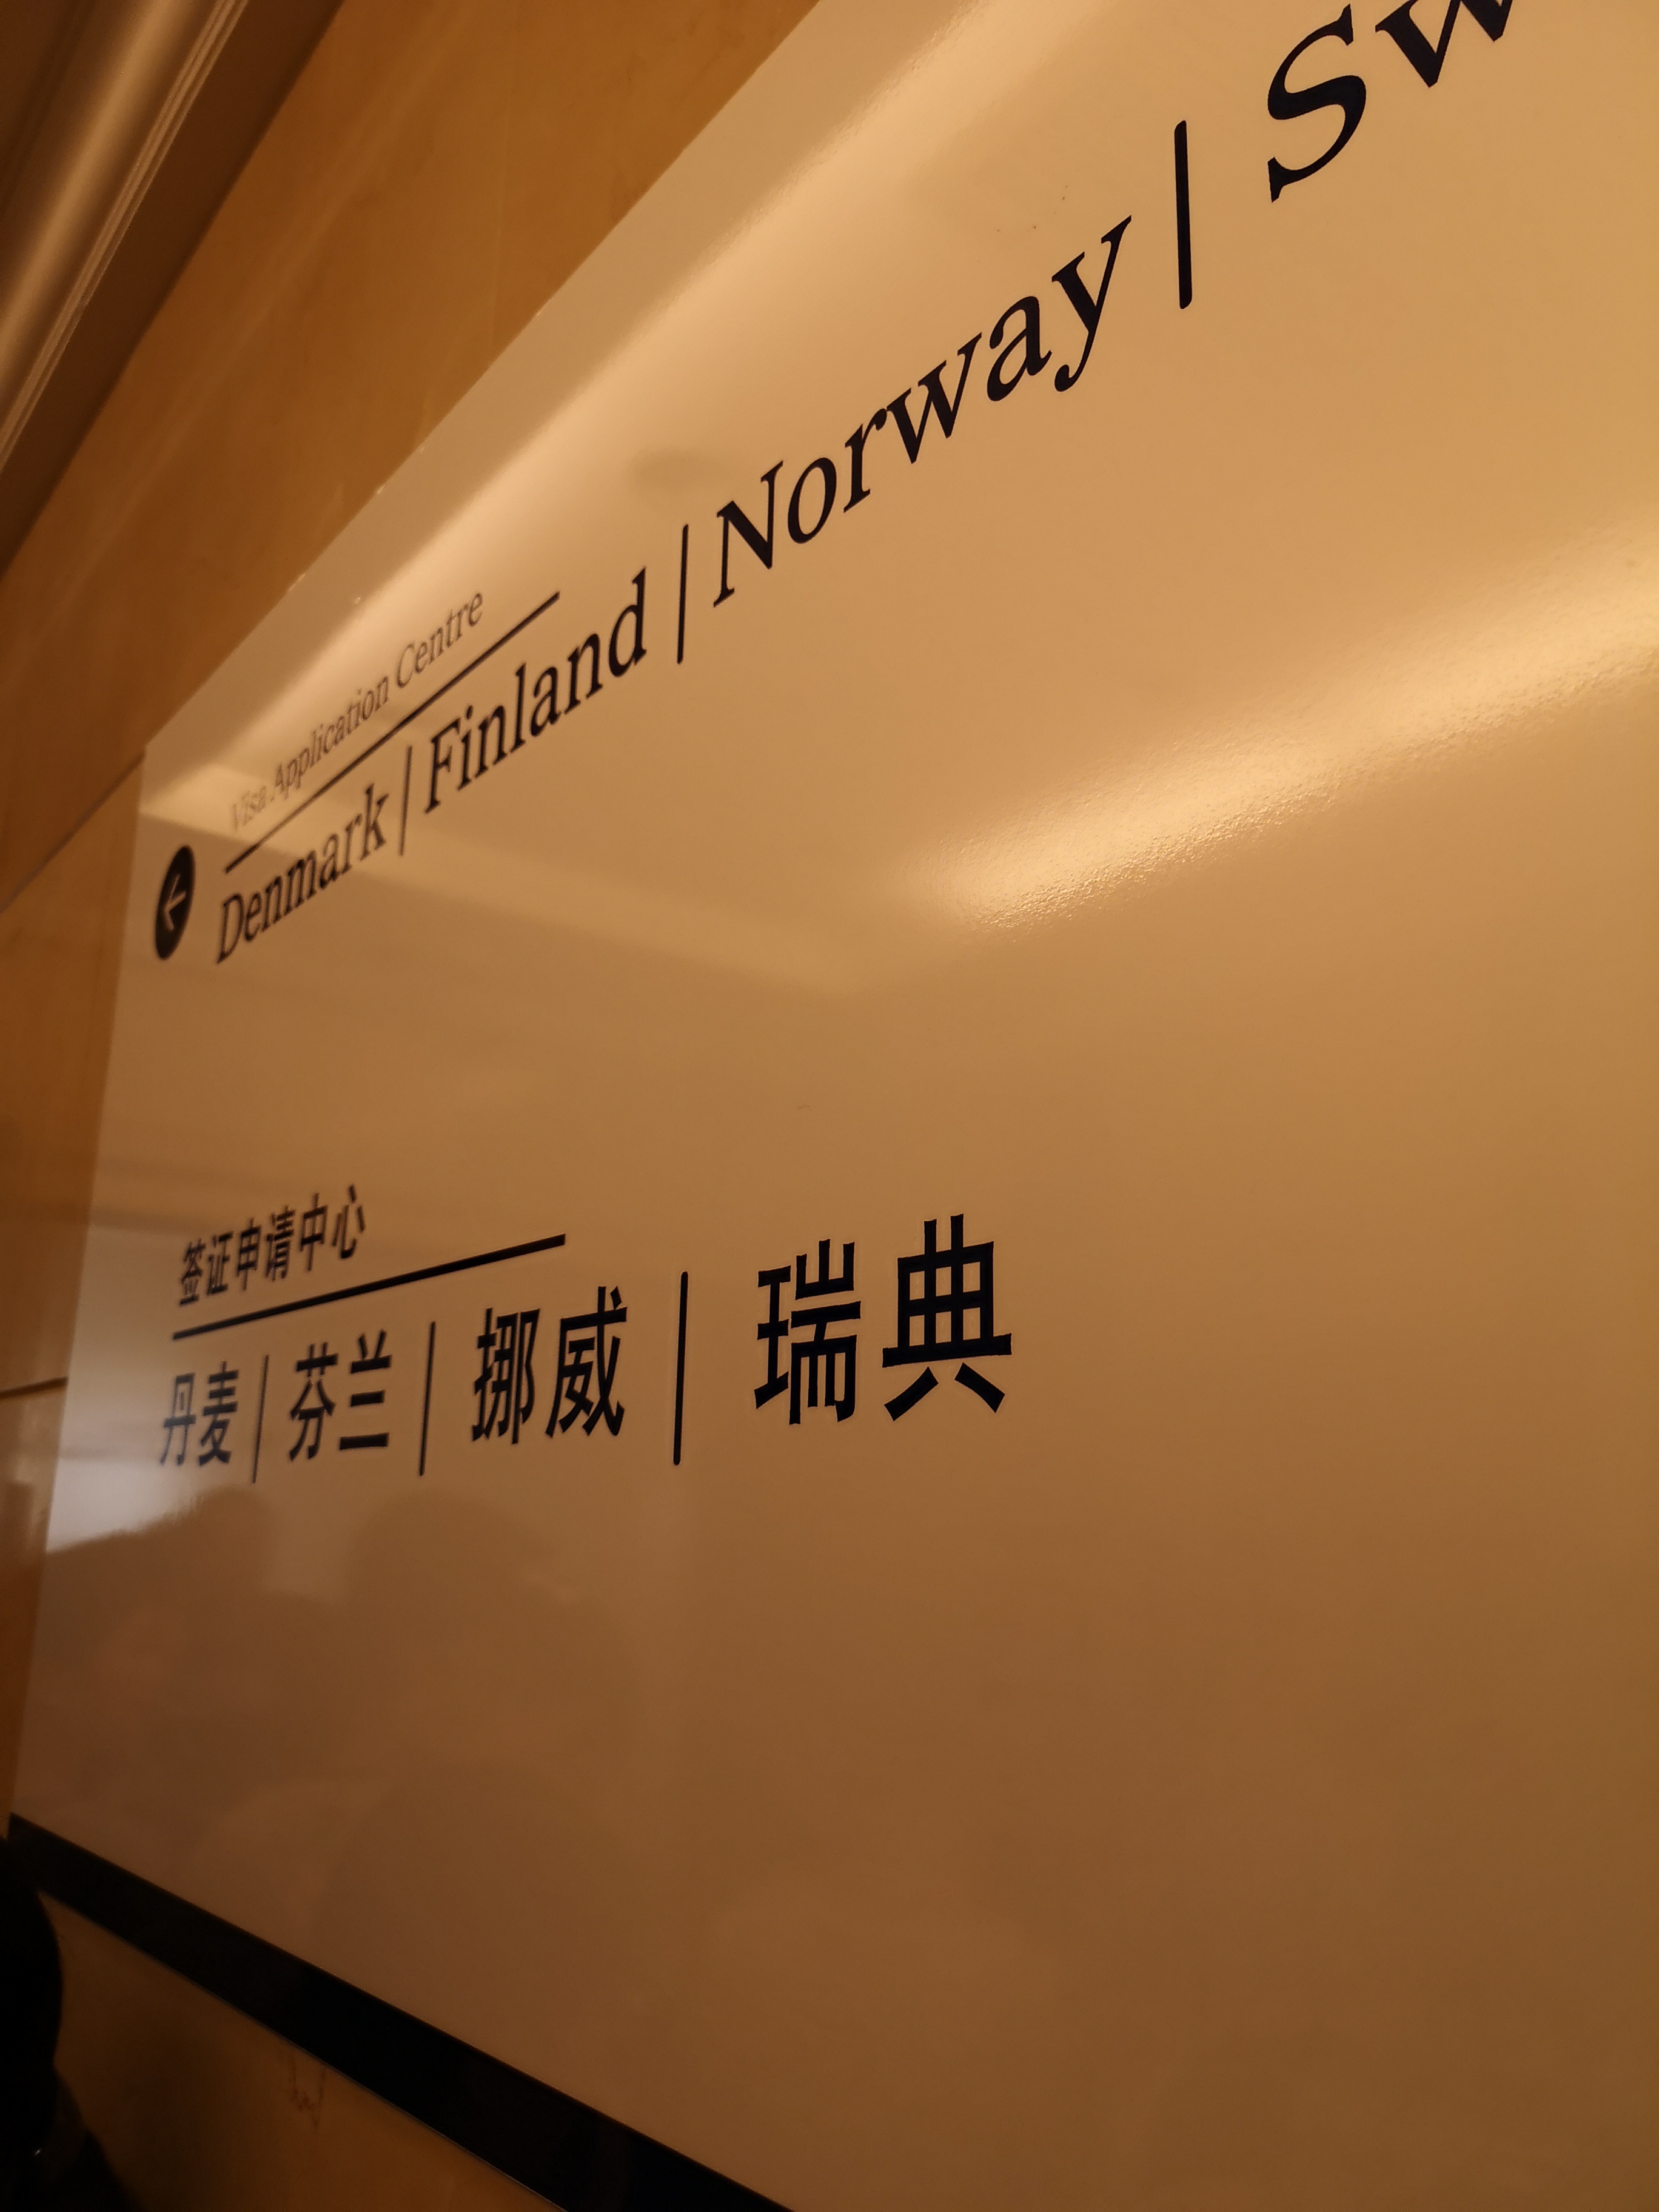 Visa Application Centre
Denmark | Finland | Norway | Sw
签证申请中心
丹麦 | 芬兰 | 挪威 | 瑞典